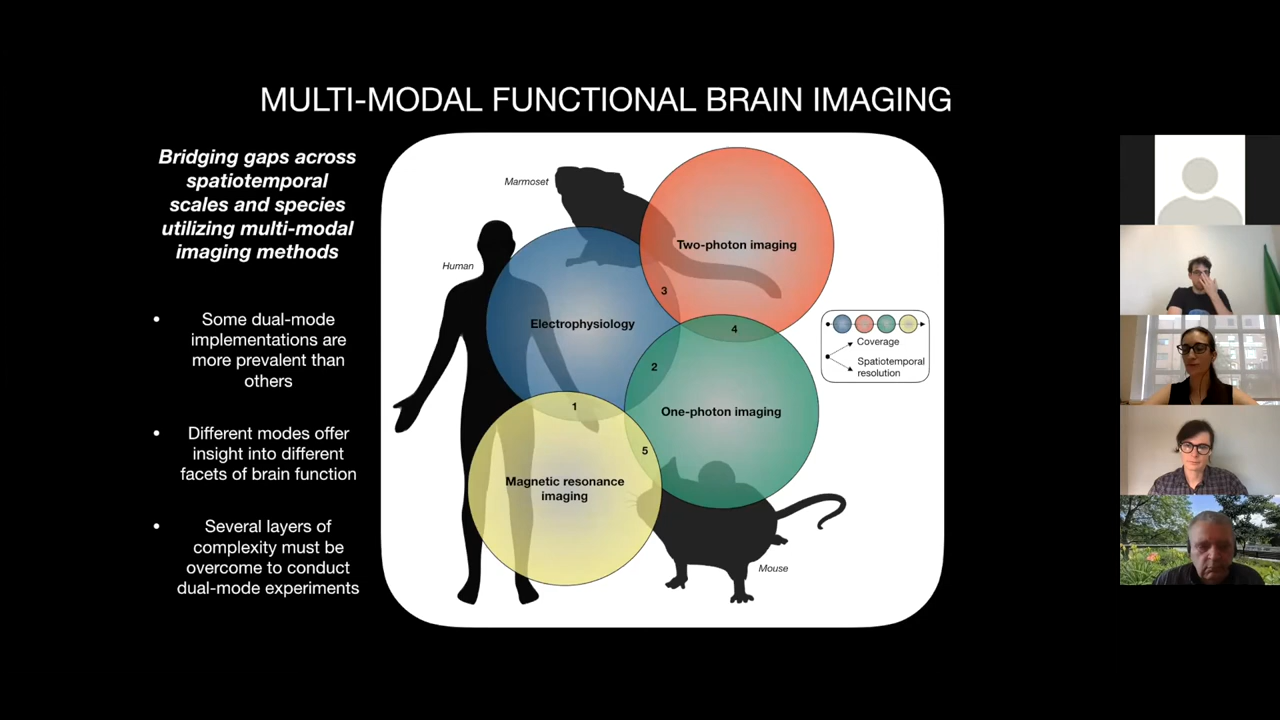 MULTI-MODAL FUNCTIONAL BRAIN IMAGING
Bridging gaps across
spatiotemporal
scales and species
utilizing multi-modal
imaging methods
• Some dual-mode
implementations are
more prevalent than
others
• Different modes offer
insight into different
facets of brain function
• Several layers of
complexity must be
overcome to conduct
dual-mode experiments
Marmoset
Human
Two-photon imaging
3
Electrophysiology
4
2
One-photon imaging
1
5
Magnetic resonance
imaging
Mouse
Coverage
Spatiotemporal
resolution